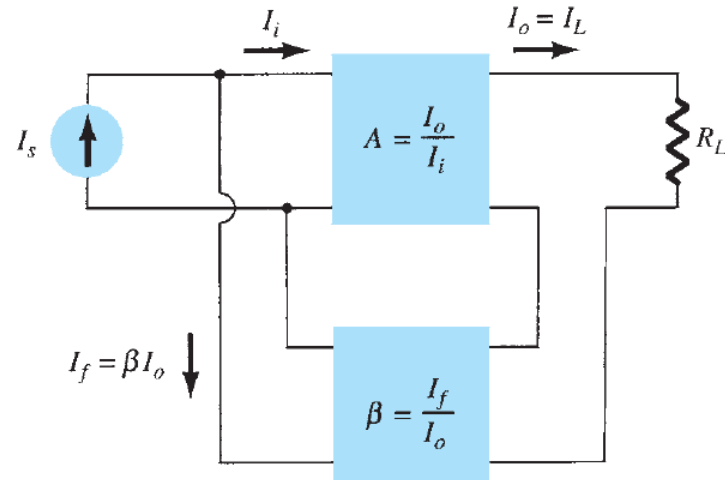 I_i
I_o = I_L
I_s
A = I_o / I_i
R_L
I_f = βI_o
β = I_f / I_o